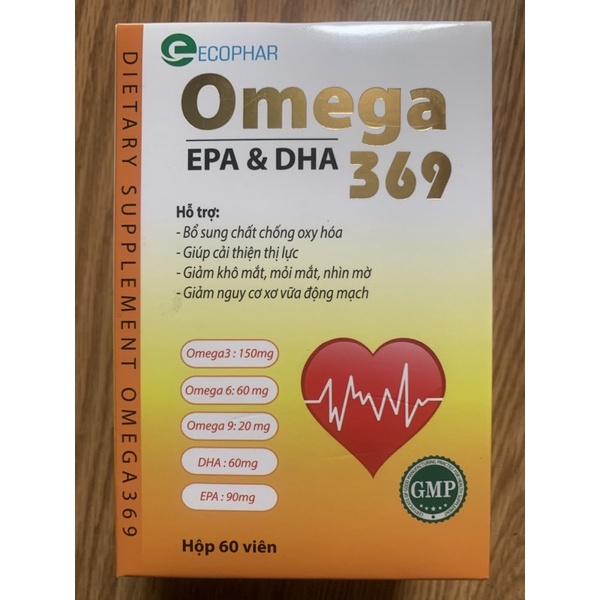 ECOPHAR
Omega
EPA & DHA
369
Hỗ trợ:
- Bổ sung chất chống oxy hóa
- Giúp cải thiện thị lực
- Giảm khô mắt, mỏi mắt, nhìn mờ
- Giảm nguy cơ xơ vữa động mạch
Omega3 : 150mg
Omega 6: 60 mg
Omega 9: 20 mg
DHA : 60mg
EPA : 90mg
GMP
Hộp 60 viên
DIETARY SUPPLEMENT OMEGA369